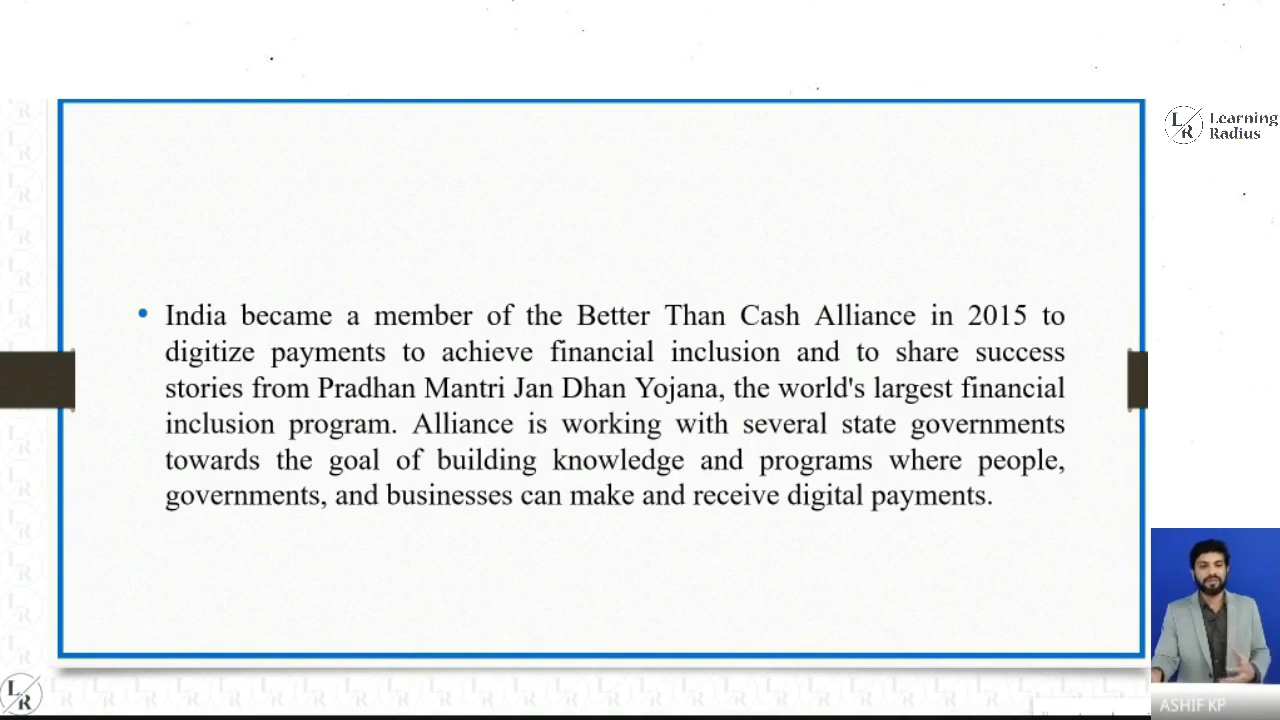 Learning
Radius
• India became a member of the Better Than Cash Alliance in 2015 to
digitize payments to achieve financial inclusion and to share success
stories from Pradhan Mantri Jan Dhan Yojana, the world's largest financial
inclusion program. Alliance is working with several state governments
towards the goal of building knowledge and programs where people,
governments, and businesses can make and receive digital payments.
LR
ASHIF KP